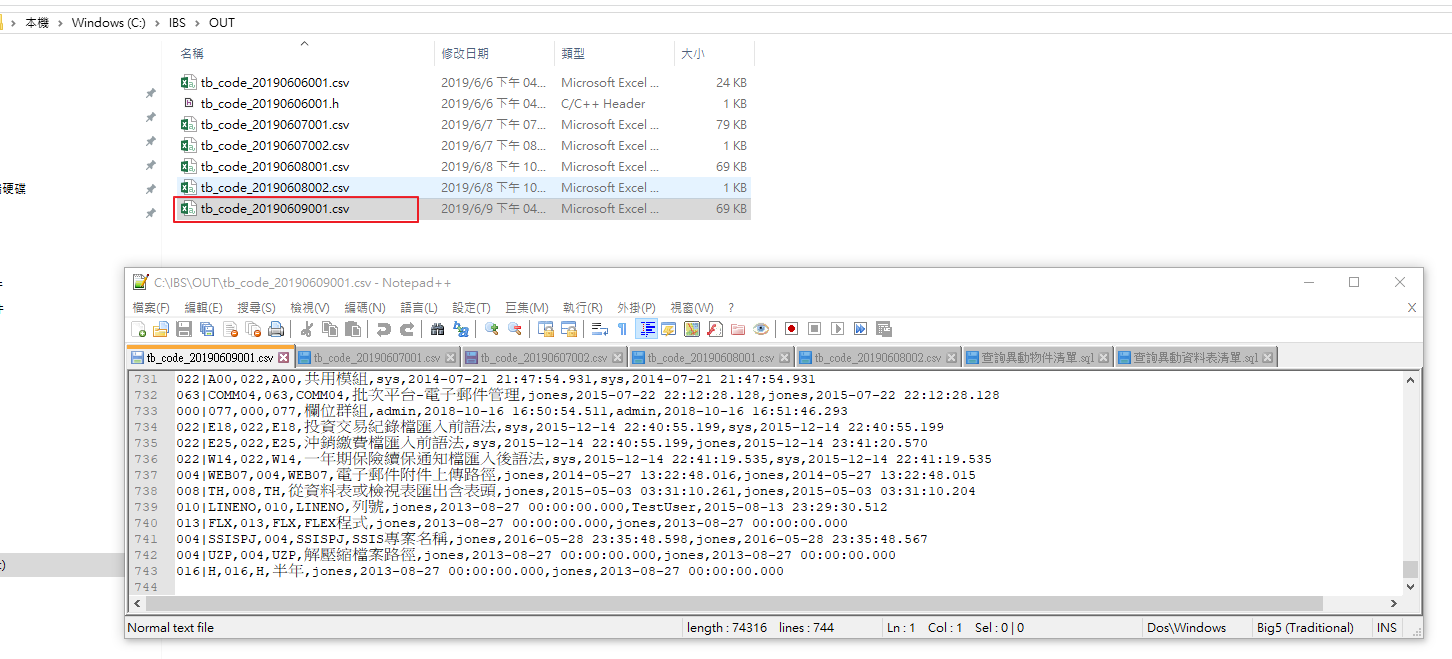 本機 > Windows (C:) > IBS > OUT
名稱 修改日期 類型 大小
tb_code_20190606001.csv 2019/6/6 下午 04... Microsoft Excel ... 24 KB
tb_code_20190606001.h 2019/6/6 下午 04... C/C++ Header 1 KB
tb_code_20190607001.csv 2019/6/7 下午 07... Microsoft Excel ... 79 KB
tb_code_20190607002.csv 2019/6/7 下午 08... Microsoft Excel ... 1 KB
tb_code_20190608001.csv 2019/6/8 下午 10... Microsoft Excel ... 69 KB
硬碟
tb_code_20190608002.csv 2019/6/8 下午 10... Microsoft Excel ... 1 KB
tb_code_20190609001.csv 2019/6/9 下午 04... Microsoft Excel ... 69 KB
C:\IBS\OUT\tb_code_20190609001.csv - Notepad++
檔案(F) 編輯(E) 搜尋(S) 檢視(V) 編碼(N) 語言(L) 設定(T) 巨集(M) 執行(R) 外掛(P) 視窗(W) ? X
tb_code_20190609001.csv tb_code_20190607001.csv tb_code_20190607002.csv tb_code_20190608001.csv tb_code_20190608002.csv 查詢異動物件清單.sql 查詢異動資料表清單.sql
731 022|A00,022,A00,共用模組,sys,2014-07-21 21:47:54.931,sys,2014-07-21 21:47:54.931
732 063|COMM04,063,COMM04,批次平台-電子郵件管理,jones,2015-07-22 22:12:28.128,jones,2015-07-22 22:12:28.128
733 000|077,000,077,欄位群組,admin,2018-10-16 16:50:54.511,admin,2018-10-16 16:51:46.293
734 022|E18,022,E18,投資交易紀錄檔匯入前語法,sys,2015-12-14 22:40:55.199,sys,2015-12-14 22:40:55.199
735 022|E25,022,E25,沖銷繳費檔匯入前語法,sys,2015-12-14 22:40:55.199,jones,2015-12-14 23:41:20.570
736 022|W14,022,W14,一年期保險續保通知檔匯入後語法,sys,2015-12-14 22:41:19.535,sys,2015-12-14 22:41:19.535
737 004|WEB07,004,WEB07,電子郵件附件上傳路徑,jones,2014-05-27 13:22:48.016,jones,2014-05-27 13:22:48.015
738 008|TH,008,TH,從資料表或檢視表匯出含表頭,jones,2015-05-03 03:31:10.261,jones,2015-05-03 03:31:10.204
739 010|LINENO,010,LINENO,列號,jones,2013-08-27 00:00:00.000,TestUser,2015-08-13 23:29:30.512
740 013|FLX,013,FLX,FLEX程式,jones,2013-08-27 00:00:00.000,jones,2013-08-27 00:00:00.000
741 004|SSISPJ,004,SSISPJ,SSIS專案名稱,jones,2016-05-28 23:35:48.598,jones,2016-05-28 23:35:48.567
742 004|UZP,004,UZP,解壓縮檔案路徑,jones,2013-08-27 00:00:00.000,jones,2013-08-27 00:00:00.000
743 016|H,016,H,半年,jones,2013-08-27 00:00:00.000,jones,2013-08-27 00:00:00.000
744
Normal text file length : 74316 lines : 744 Ln : 1 Col : 1 Sel : 0 | 0 Dos\Windows Big5 (Traditional) INS